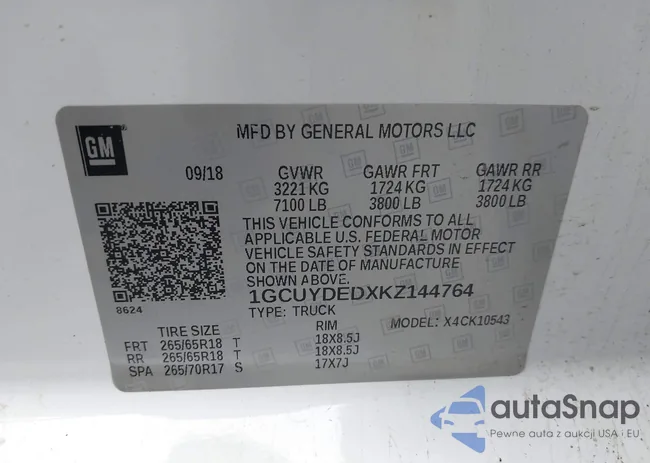 GM
MFD BY GENERAL MOTORS LLC
09/18 GVWR GAWR FRT GAWR RR
3221 KG 1724 KG 1724 KG
7100 LB 3800 LB 3800 LB
THIS VEHICLE CONFORMS TO ALL
APPLICABLE U.S. FEDERAL MOTOR
VEHICLE SAFETY STANDARDS IN EFFECT
ON THE DATE OF MANUFACTURE
SHOWN ABOVE.
8624
1GCUYDEDXKZ144764
TYPE: TRUCK MODEL: X4CK10543
TIRE SIZE RIM
FRT 265/65R18 T 18X8.5J
RR 265/65R18 T 18X8.5J
SPA 265/70R17 S 17X7J
autoSnap
Pewne auta z aukcji USA i EU